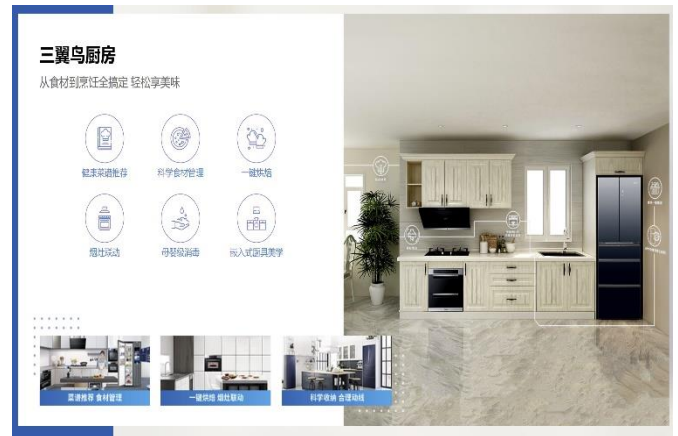 三翼鸟厨房
从食材到烹饪全搞定 轻松享美味
健康菜谱推荐
科学食材管理
一键烘焙
烟灶联动
母婴级消毒
嵌入式厨具美学
菜谱推荐 食材管理
一键烘焙 烟灶联动
科学收纳 合理动线